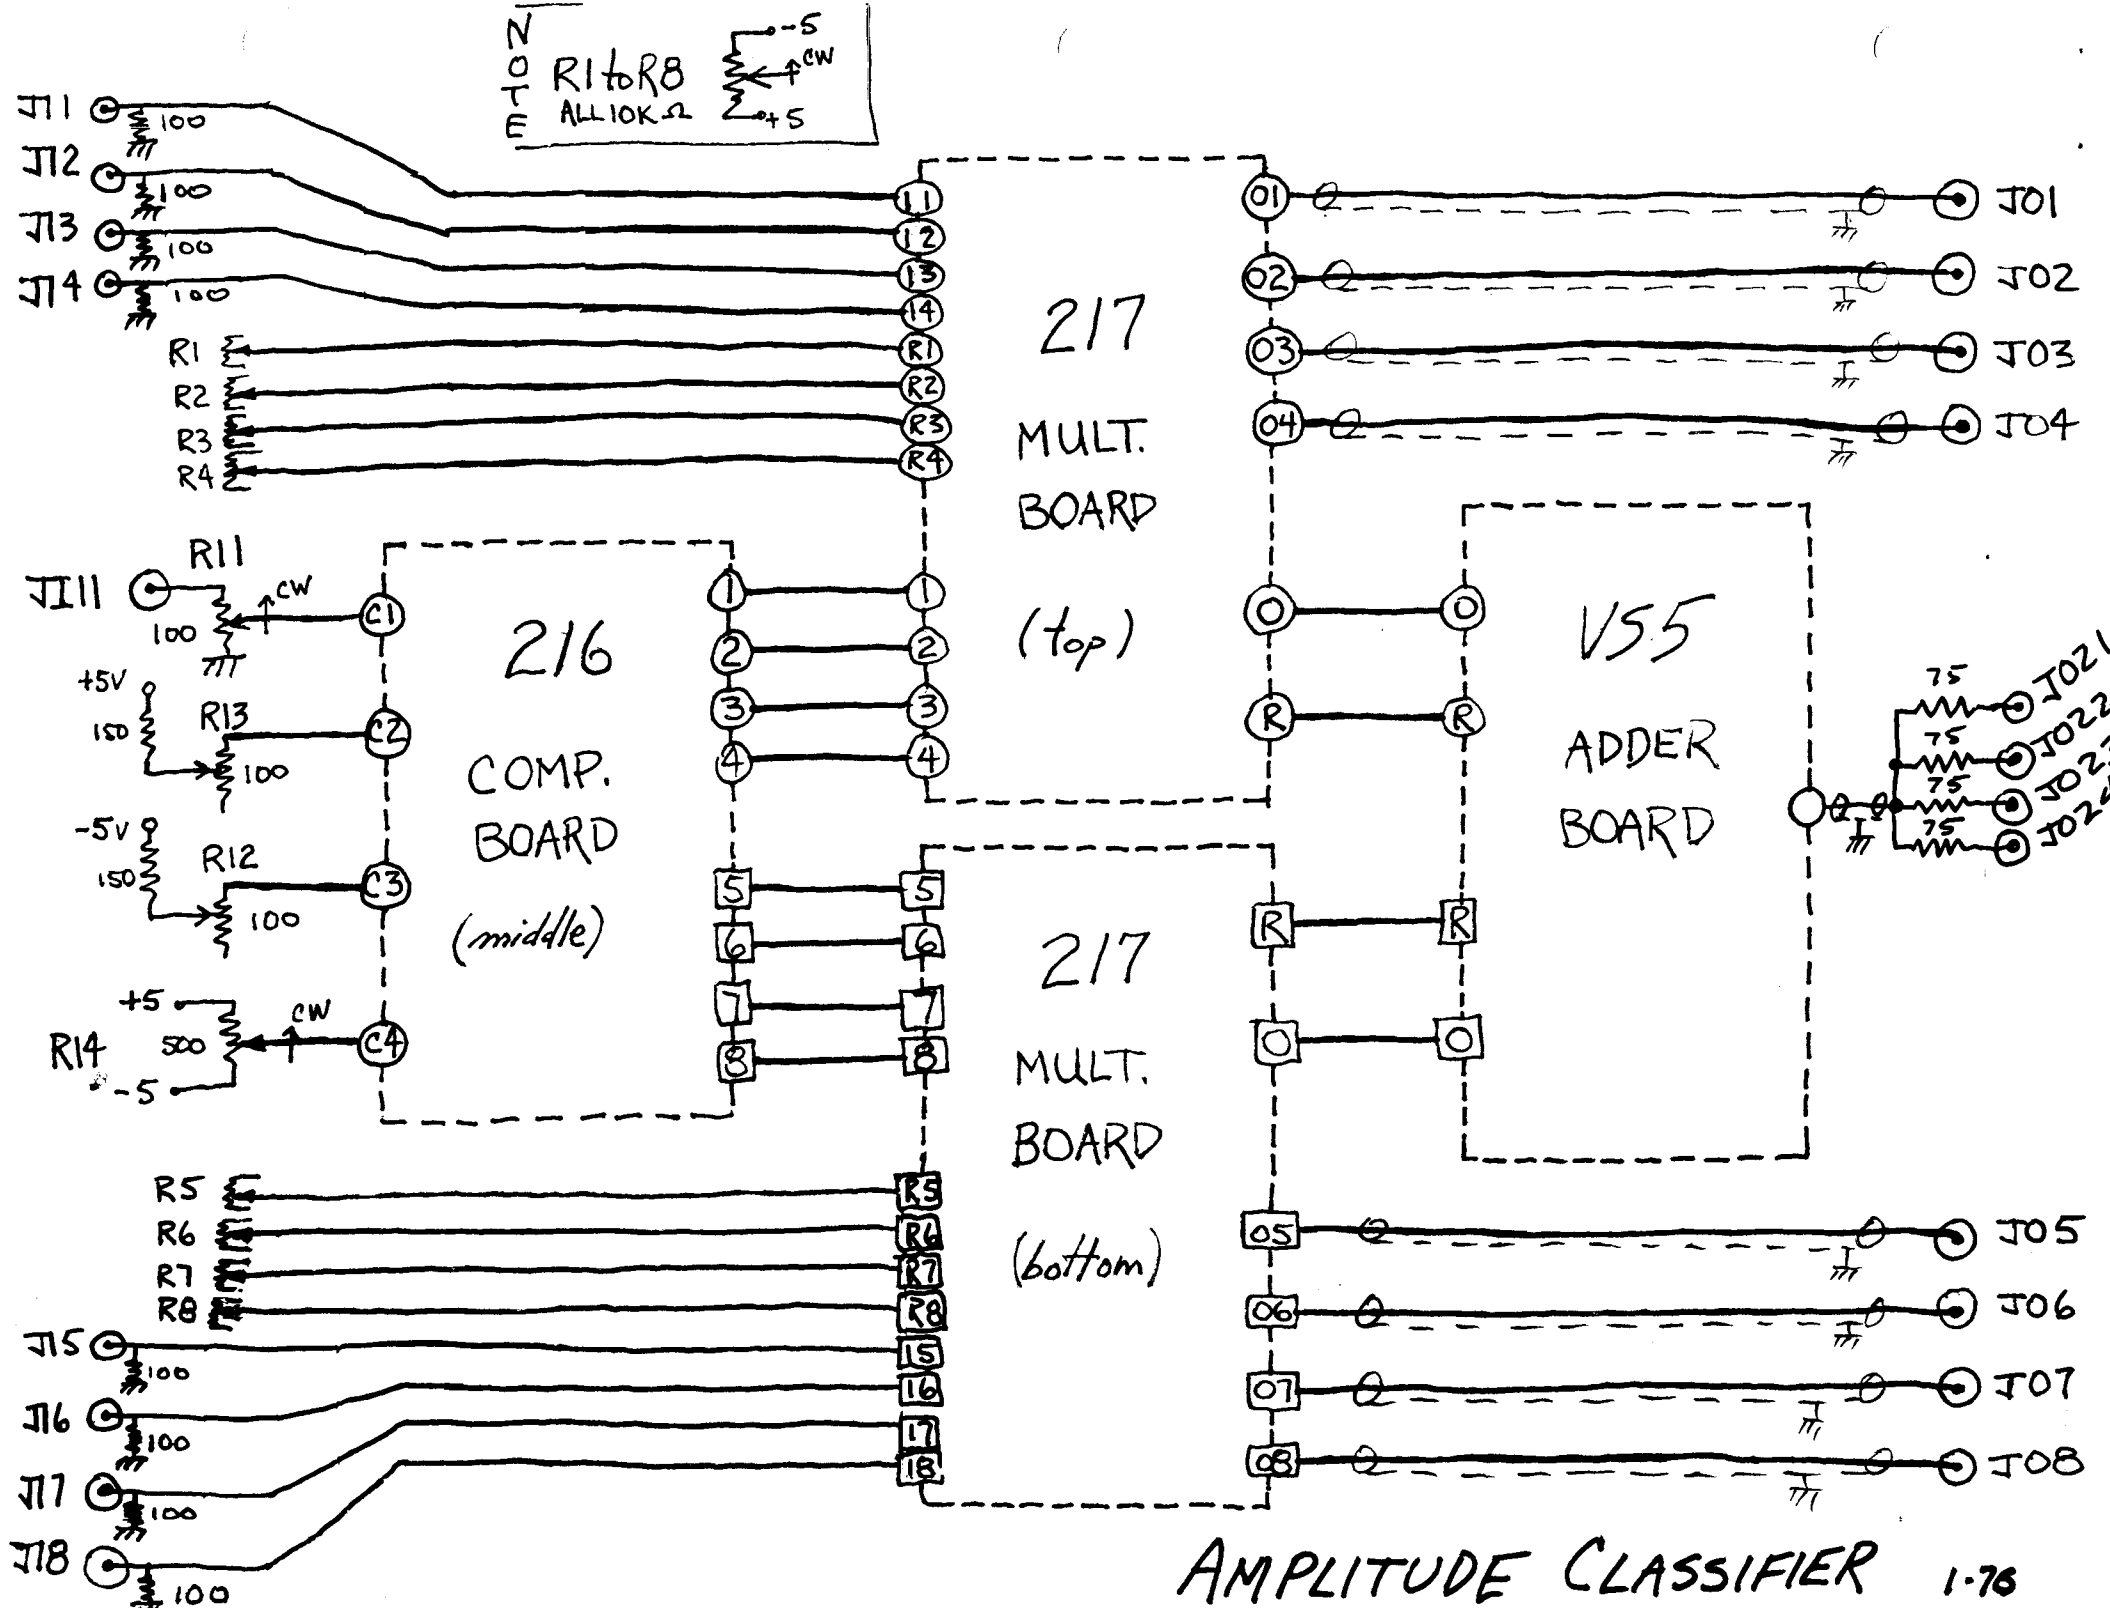 NOTE
R1 to R8
ALL 10K Ω
-5
CW
+5
JI1
100
JI2
100
JI3
100
JI4
100
R1
R2
R3
R4
I1
I2
I3
I4
R1
R2
R3
R4
1
2
3
4
217
MULT.
BOARD
(top)
O1
O2
O3
O4
O
R
JO1
JO2
JO3
JO4
JI11
R11
CW
100
+5V
150
R13
100
-5V
150
R12
100
R14
+5
500
-5
CW
C1
C2
C3
C4
216
COMP.
BOARD
(middle)
1
2
3
4
5
6
7
8
O
R
R
O
VS5
ADDER
BOARD
75
JO21
75
JO22
75
75
5
6
7
8
217
MULT.
BOARD
(bottom)
R
O
R5
R6
R7
R8
JI5
100
JI6
100
JI7
100
JI8
100
R5
R6
R7
R8
I5
I6
I7
I8
O5
O6
O7
O8
JO5
JO6
JO7
JO8
AMPLITUDE CLASSIFIER 1-76